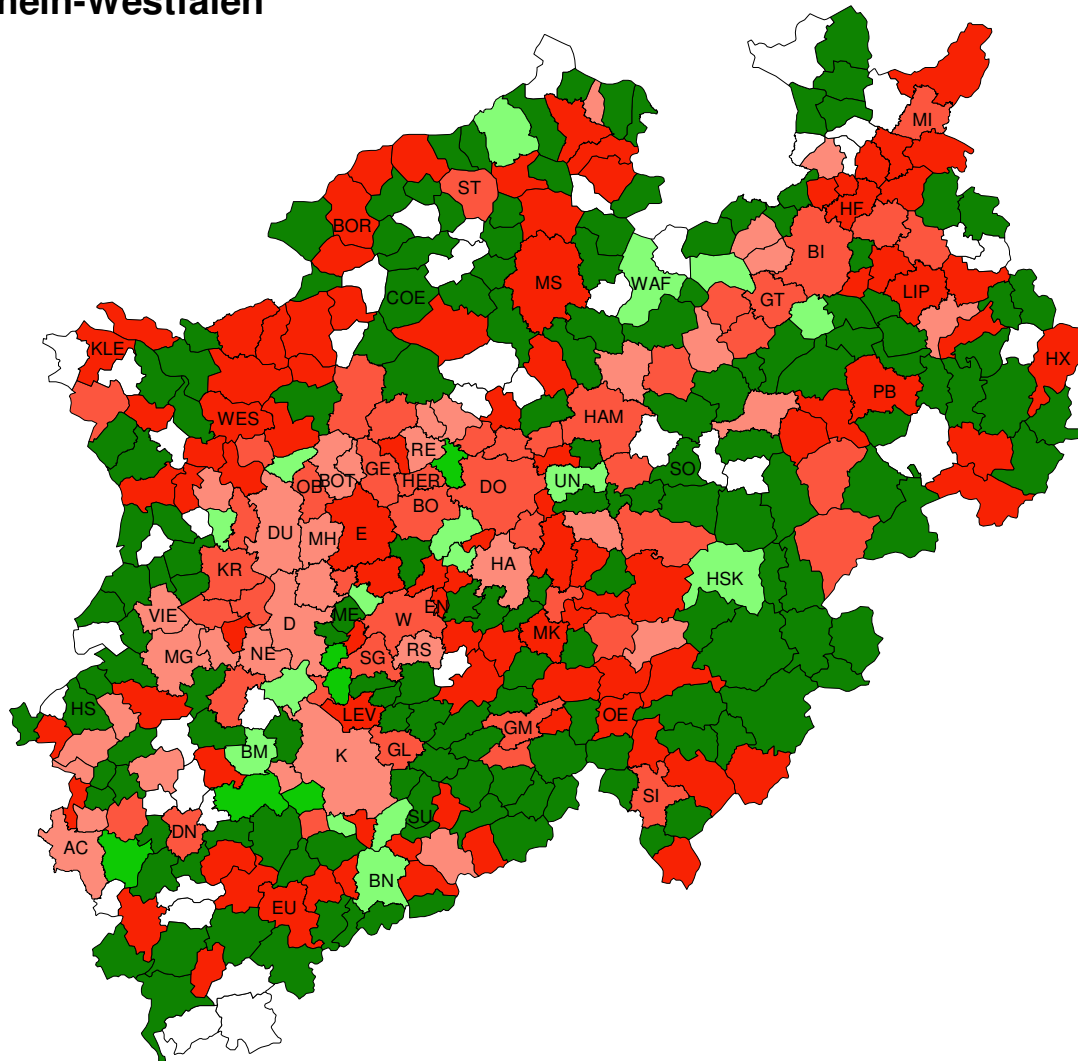 hein-Westfalen
MI
ST
HF
BOR
BI
MS
WAF
COE
LIP
GT
KLE
HX
PB
WES
HAM
RE
GE
SO
BOT
OB
HER
UN
DO
BO
DU
MH
E
HA
KR
HSK
EN
VIE
ME
W
D
MK
NE
RS
MG
SG
HS
LEV
OE
GM
BM
K
GL
SI
SU
DN
AC
BN
EU